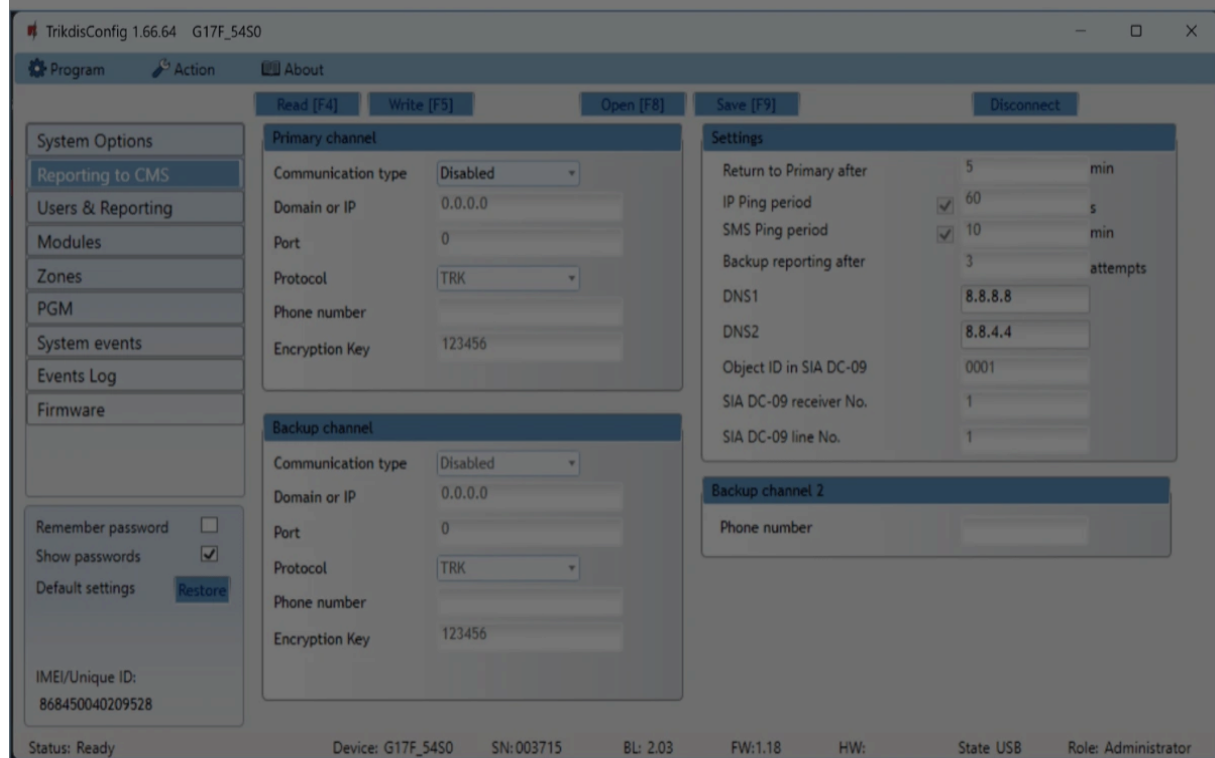 TrikdisConfig 1.66.64 G17F_54S0
Program Action About
Read [F4] Write [F5] Open [F8] Save [F9] Disconnect
System Options
Reporting to CMS
Users & Reporting
Modules
Zones
PGM
System events
Events Log
Firmware
Remember password
Show passwords
Default settings Restore
IMEI/Unique ID:
868450040209528
Primary channel
Communication type Disabled
Domain or IP 0.0.0.0
Port 0
Protocol TRK
Phone number
Encryption Key 123456
Backup channel
Communication type Disabled
Domain or IP 0.0.0.0
Port 0
Protocol TRK
Phone number
Encryption Key 123456
Settings
Return to Primary after 5 min
IP Ping period 60 s
SMS Ping period 10 min
Backup reporting after 3 attempts
DNS1 8.8.8.8
DNS2 8.8.4.4
Object ID in SIA DC-09 0001
SIA DC-09 receiver No. 1
SIA DC-09 line No. 1
Backup channel 2
Phone number
Status: Ready Device: G17F_54S0 SN:003715 BL: 2.03 FW:1.18 HW: State USB Role: Administrator